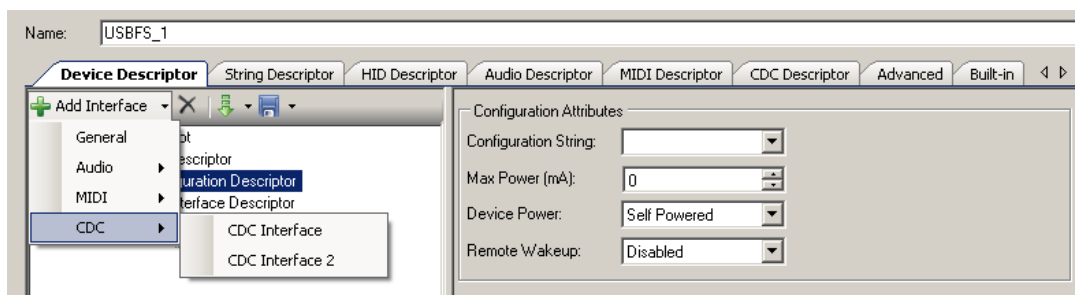 Name: USBFS_1
Device Descriptor String Descriptor HID Descriptor Audio Descriptor MIDI Descriptor CDC Descriptor Advanced Built-in
Add Interface
General
Audio
MIDI
CDC
CDC Interface
CDC Interface 2
Descriptor
Configuration Attributes
Configuration String:
Max Power (mA): 0
Device Power: Self Powered
Remote Wakeup: Disabled